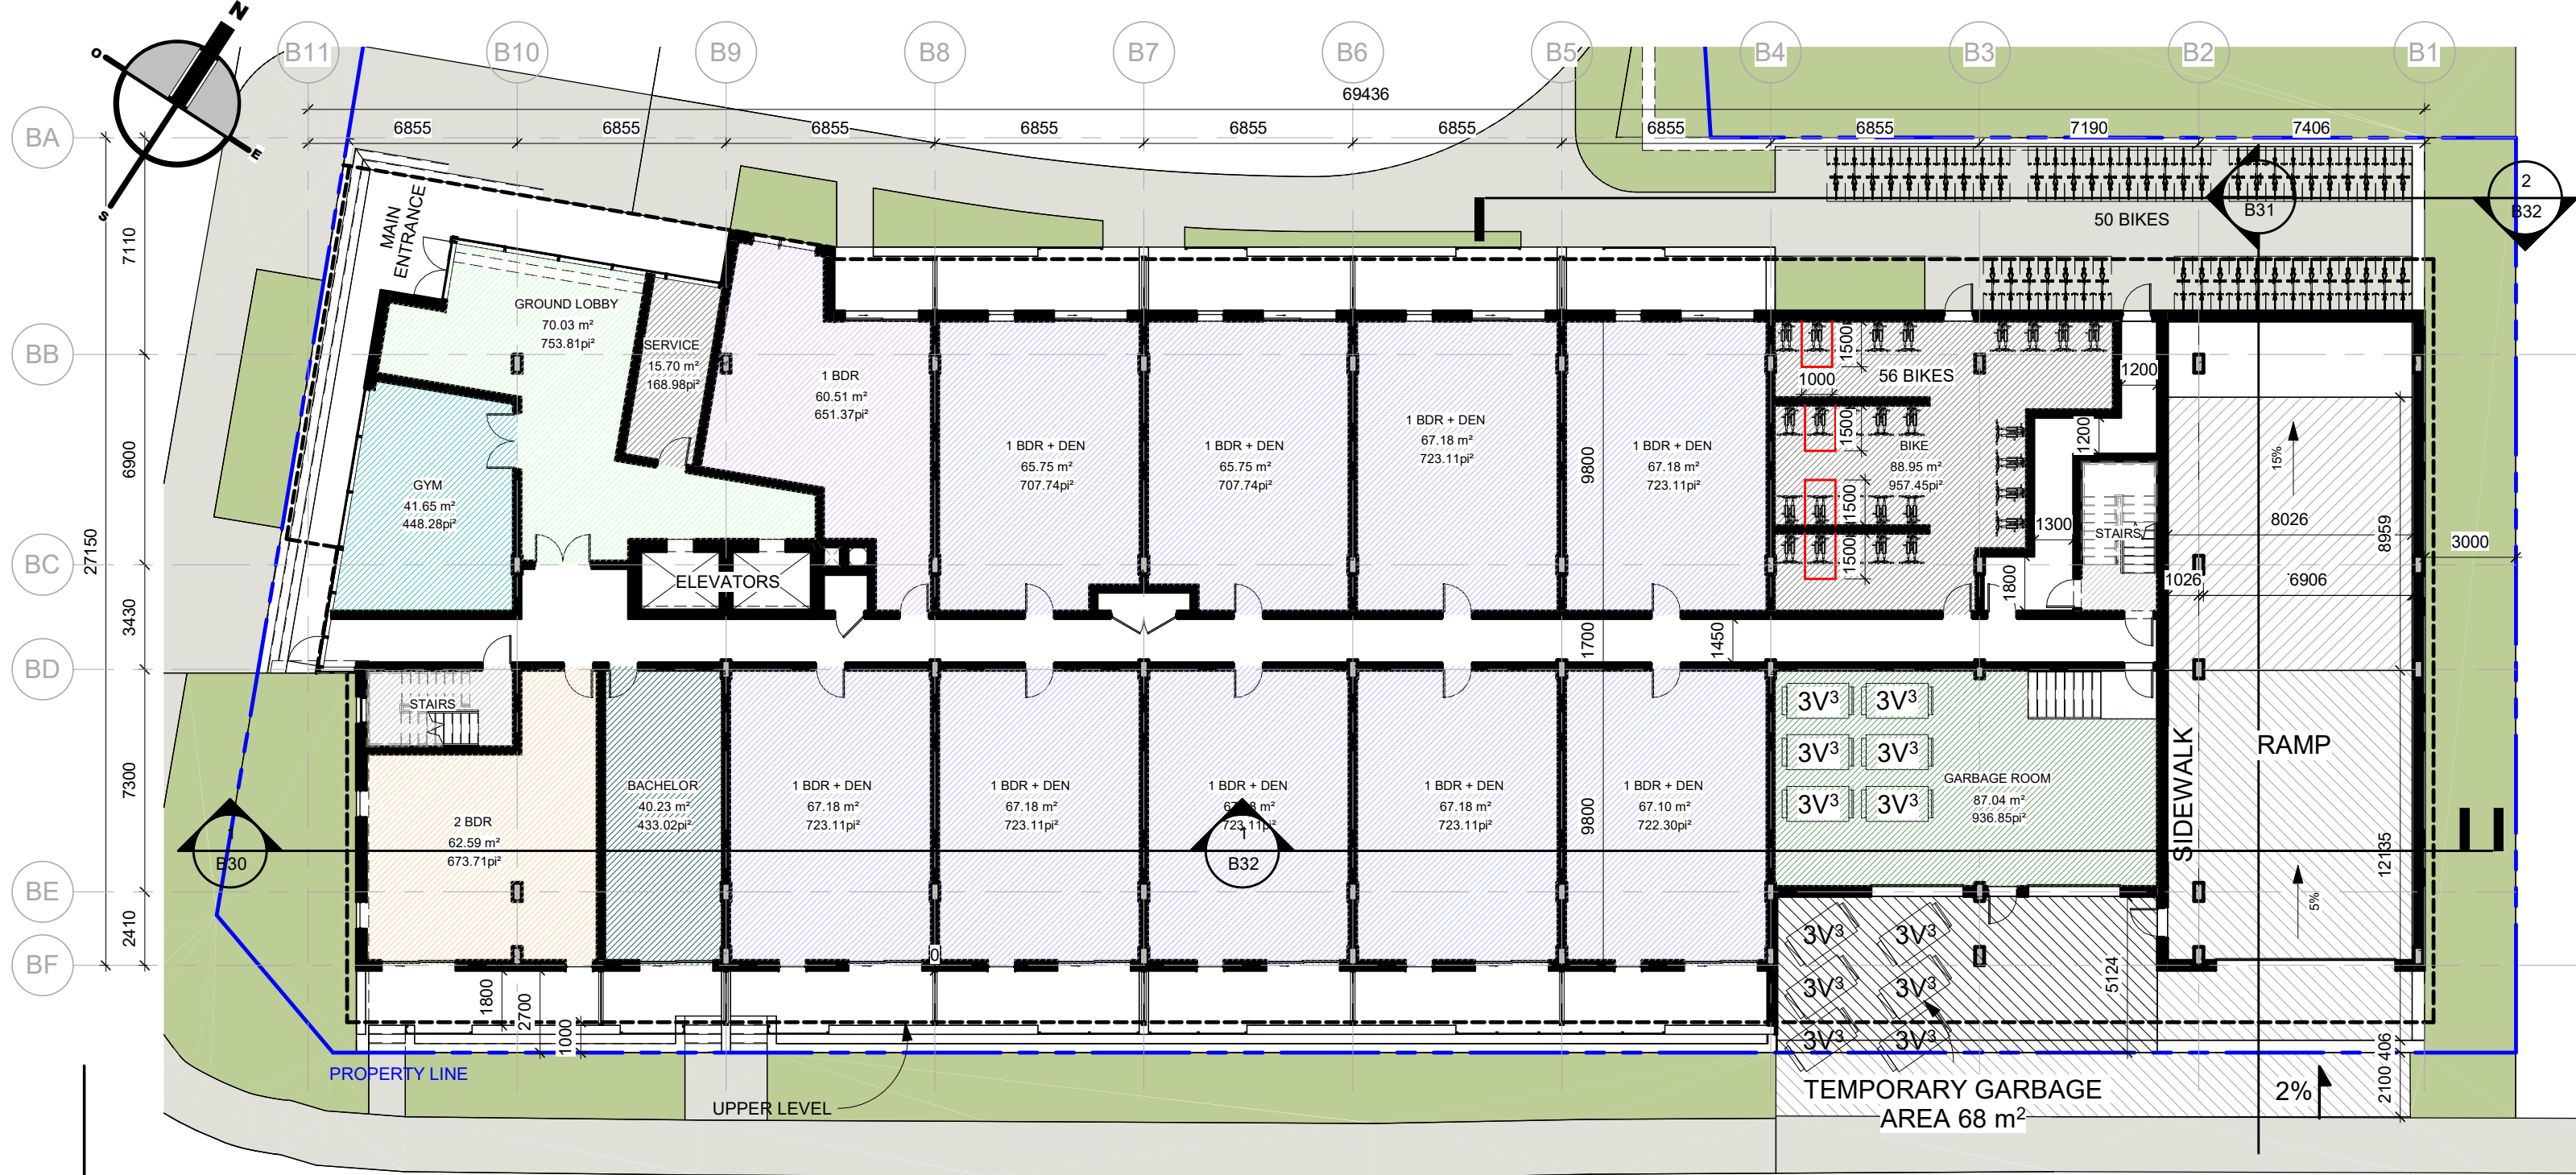 N
O
E
S
B11
B10
B9
B8
B7
B6
B5
B4
B3
B2
B1
69436
6855
6855
6855
6855
6855
6855
6855
6855
7190
7406
BA
BB
BC
BD
BE
BF
27150
7110
6900
3430
7300
2410
MAIN
ENTRANCE
GROUND LOBBY
70.03 m²
753.81pi²
SERVICE
15.70 m²
168.98pi²
1 BDR
60.51 m²
651.37pi²
GYM
41.65 m²
448.28pi²
ELEVATORS
1 BDR + DEN
65.75 m²
707.74pi²
1 BDR + DEN
65.75 m²
707.74pi²
1 BDR + DEN
67.18 m²
723.11pi²
1 BDR + DEN
67.18 m²
723.11pi²
9800
1700
1450
50 BIKES
B31
2
B32
56 BIKES
1500
1000
1500
1500
1500
BIKE
88.95 m²
957.45pi²
1200
1200
1300
1800
STAIRS
15%
8026
8959
1026
6906
3000
STAIRS
2 BDR
62.59 m²
673.71pi²
BACHELOR
40.23 m²
433.02pi²
1 BDR + DEN
67.18 m²
723.11pi²
1 BDR + DEN
67.18 m²
723.11pi²
1 BDR + DEN
723.11pi²
1
B32
1 BDR + DEN
67.18 m²
723.11pi²
1 BDR + DEN
67.10 m²
722.30pi²
9800
3V³
3V³
3V³
3V³
3V³
3V³
GARBAGE ROOM
87.04 m²
936.85pi²
SIDEWALK
RAMP
12135
5%
1
B30
0
3V³
3V³
3V³
3V³
3V³
3V³
5124
1800
2700
1000
PROPERTY LINE
UPPER LEVEL
TEMPORARY GARBAGE
AREA 68 m²
2%
406
2100